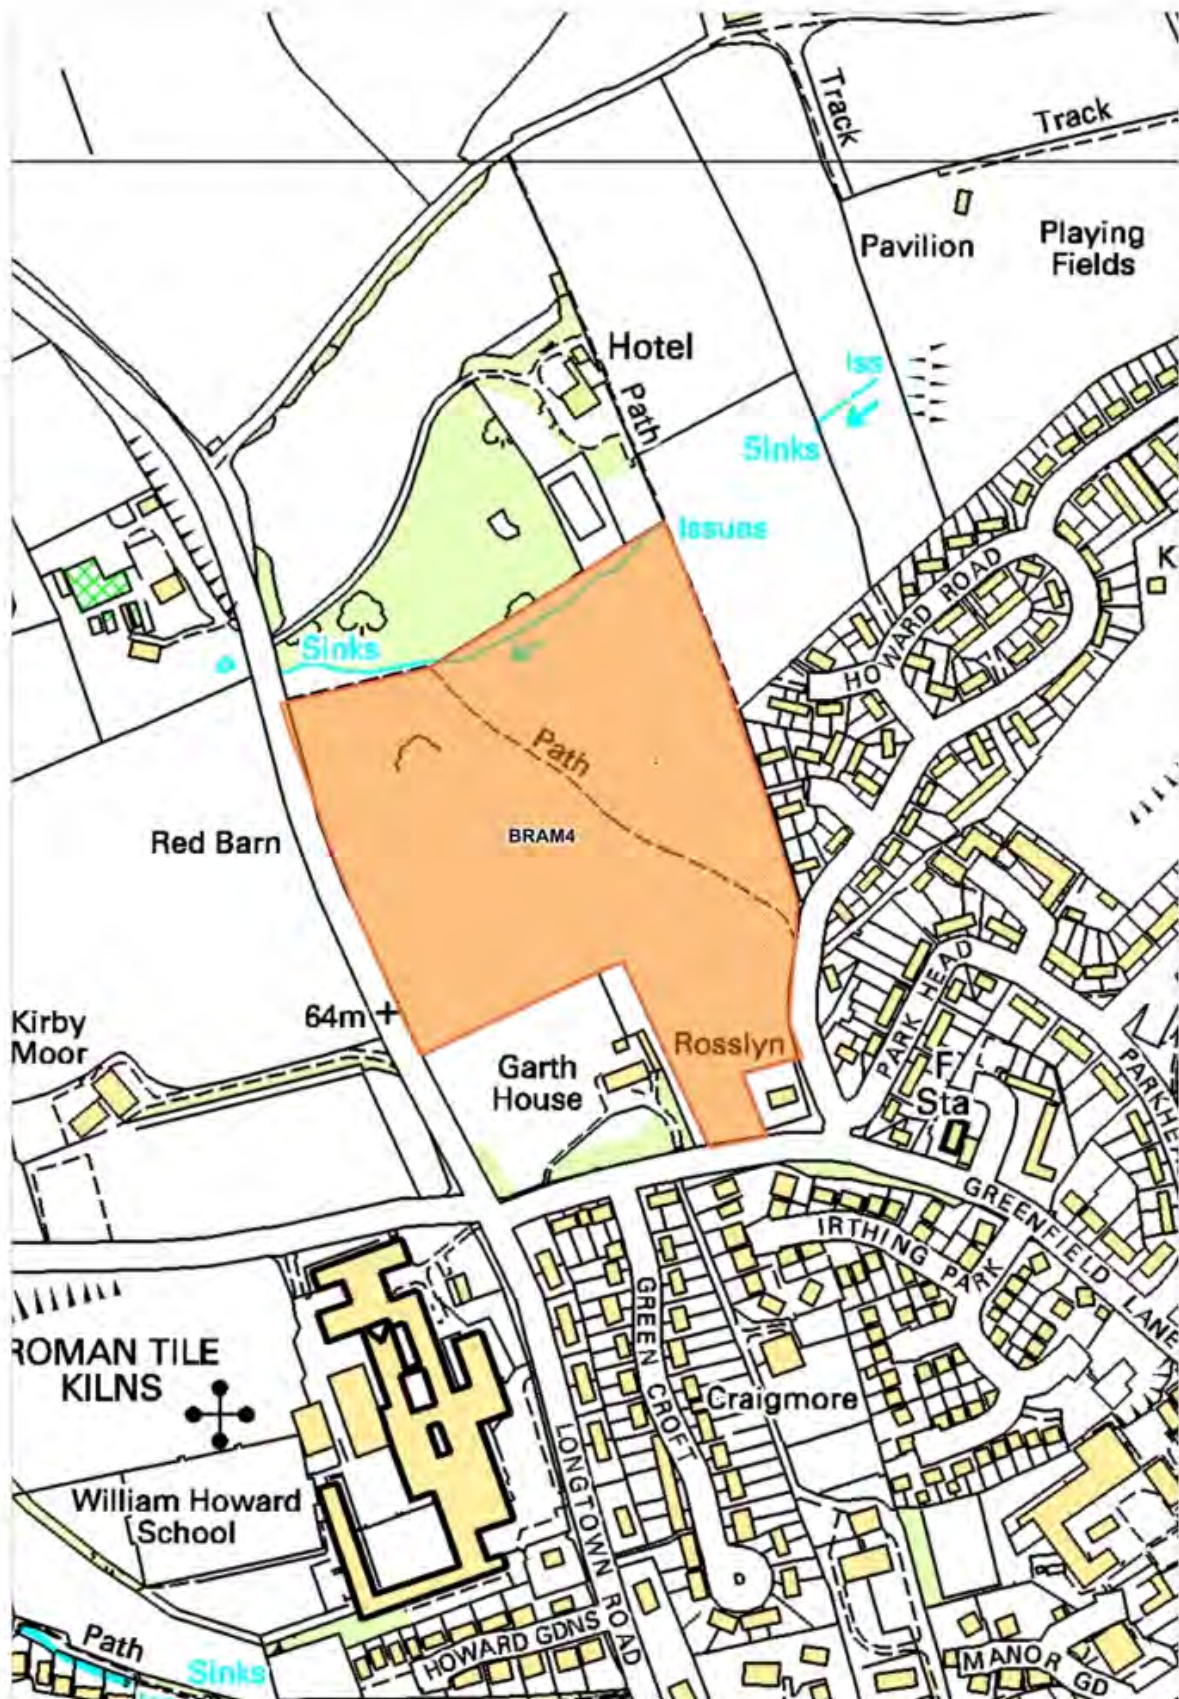 Track
Track
Pavilion
Playing
Fields
Hotel
Path
Iss
Sinks
Issues
K
HOWARD ROAD
Sinks
Path
BRAM4
Red Barn
64m
Kirby
Moor
Garth
House
Rosslyn
PARK HEAD
F
Sta
GREENFIELD
LANE
IRTHING PARK
GREEN
CROFT
ROMAN TILE
KILNS
Craigmore
LONGTOWN ROAD
William Howard
School
Path
Sinks
HOWARD GDNS
MANOR GD